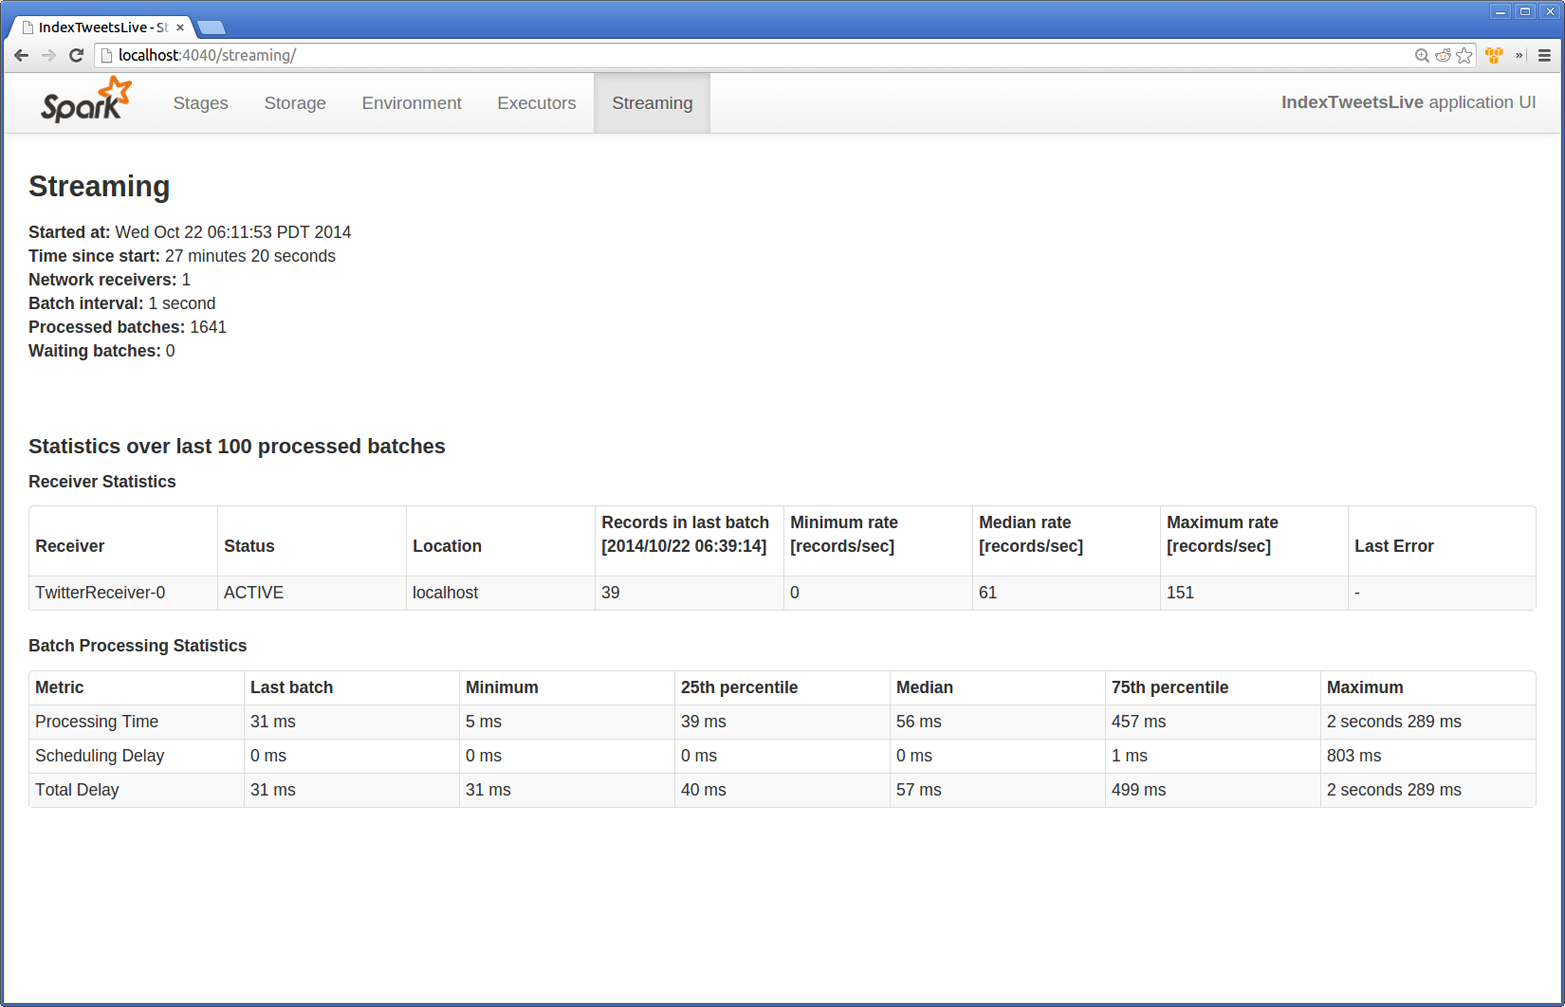 IndexTweetsLive - St
localhost:4040/streaming/
Spark Stages Storage Environment Executors Streaming IndexTweetsLive application UI
Streaming
Started at: Wed Oct 22 06:11:53 PDT 2014
Time since start: 27 minutes 20 seconds
Network receivers: 1
Batch interval: 1 second
Processed batches: 1641
Waiting batches: 0
Statistics over last 100 processed batches
Receiver Statistics
Receiver Status Location Records in last batch [2014/10/22 06:39:14] Minimum rate [records/sec] Median rate [records/sec] Maximum rate [records/sec] Last Error
TwitterReceiver-0 ACTIVE localhost 39 0 61 151 -
Batch Processing Statistics
Metric Last batch Minimum 25th percentile Median 75th percentile Maximum
Processing Time 31 ms 5 ms 39 ms 56 ms 457 ms 2 seconds 289 ms
Scheduling Delay 0 ms 0 ms 0 ms 0 ms 1 ms 803 ms
Total Delay 31 ms 31 ms 40 ms 57 ms 499 ms 2 seconds 289 ms